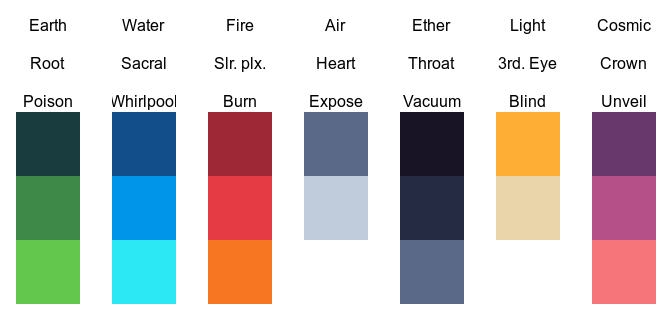 Earth Water Fire Air Ether Light Cosmic
Root Sacral Slr. plx. Heart Throat 3rd. Eye Crown
Poison Whirlpool Burn Expose Vacuum Blind Unveil